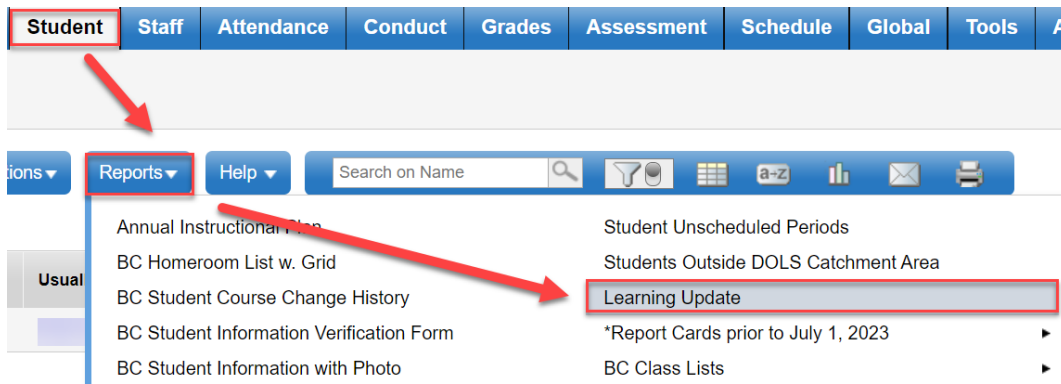 Student Staff Attendance Conduct Grades Assessment Schedule Global Tools
ions Reports Help Search on Name a-z
Annual Instructional Plan Student Unscheduled Periods
BC Homeroom List w. Grid Students Outside DOLS Catchment Area
Usual BC Student Course Change History Learning Update
BC Student Information Verification Form *Report Cards prior to July 1, 2023
BC Student Information with Photo BC Class Lists